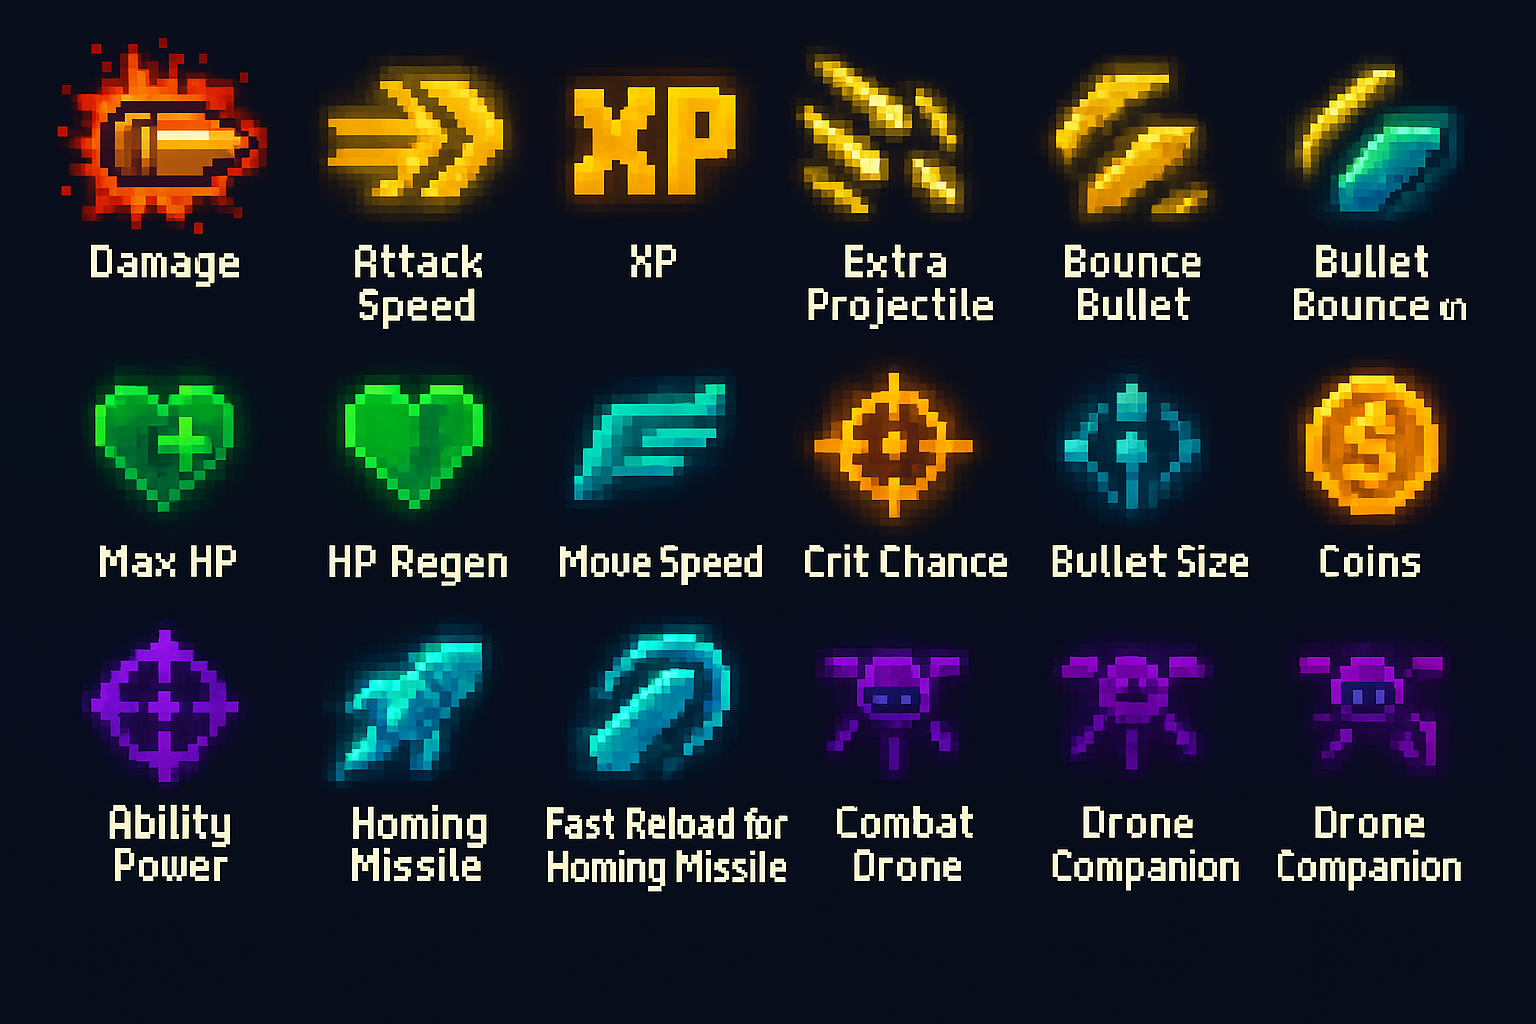 XP
Damage
Attack
Speed
XP
Extra
Projectile
Bounce
Bullet
Bullet
Bounce
$
Max HP
HP Regen
Move Speed
Crit Chance
Bullet Size
Coins
Ability
Power
Homing
Missile
Fast Reload for
Homing Missile
Combat
Drone
Drone
Companion
Drone
Companion